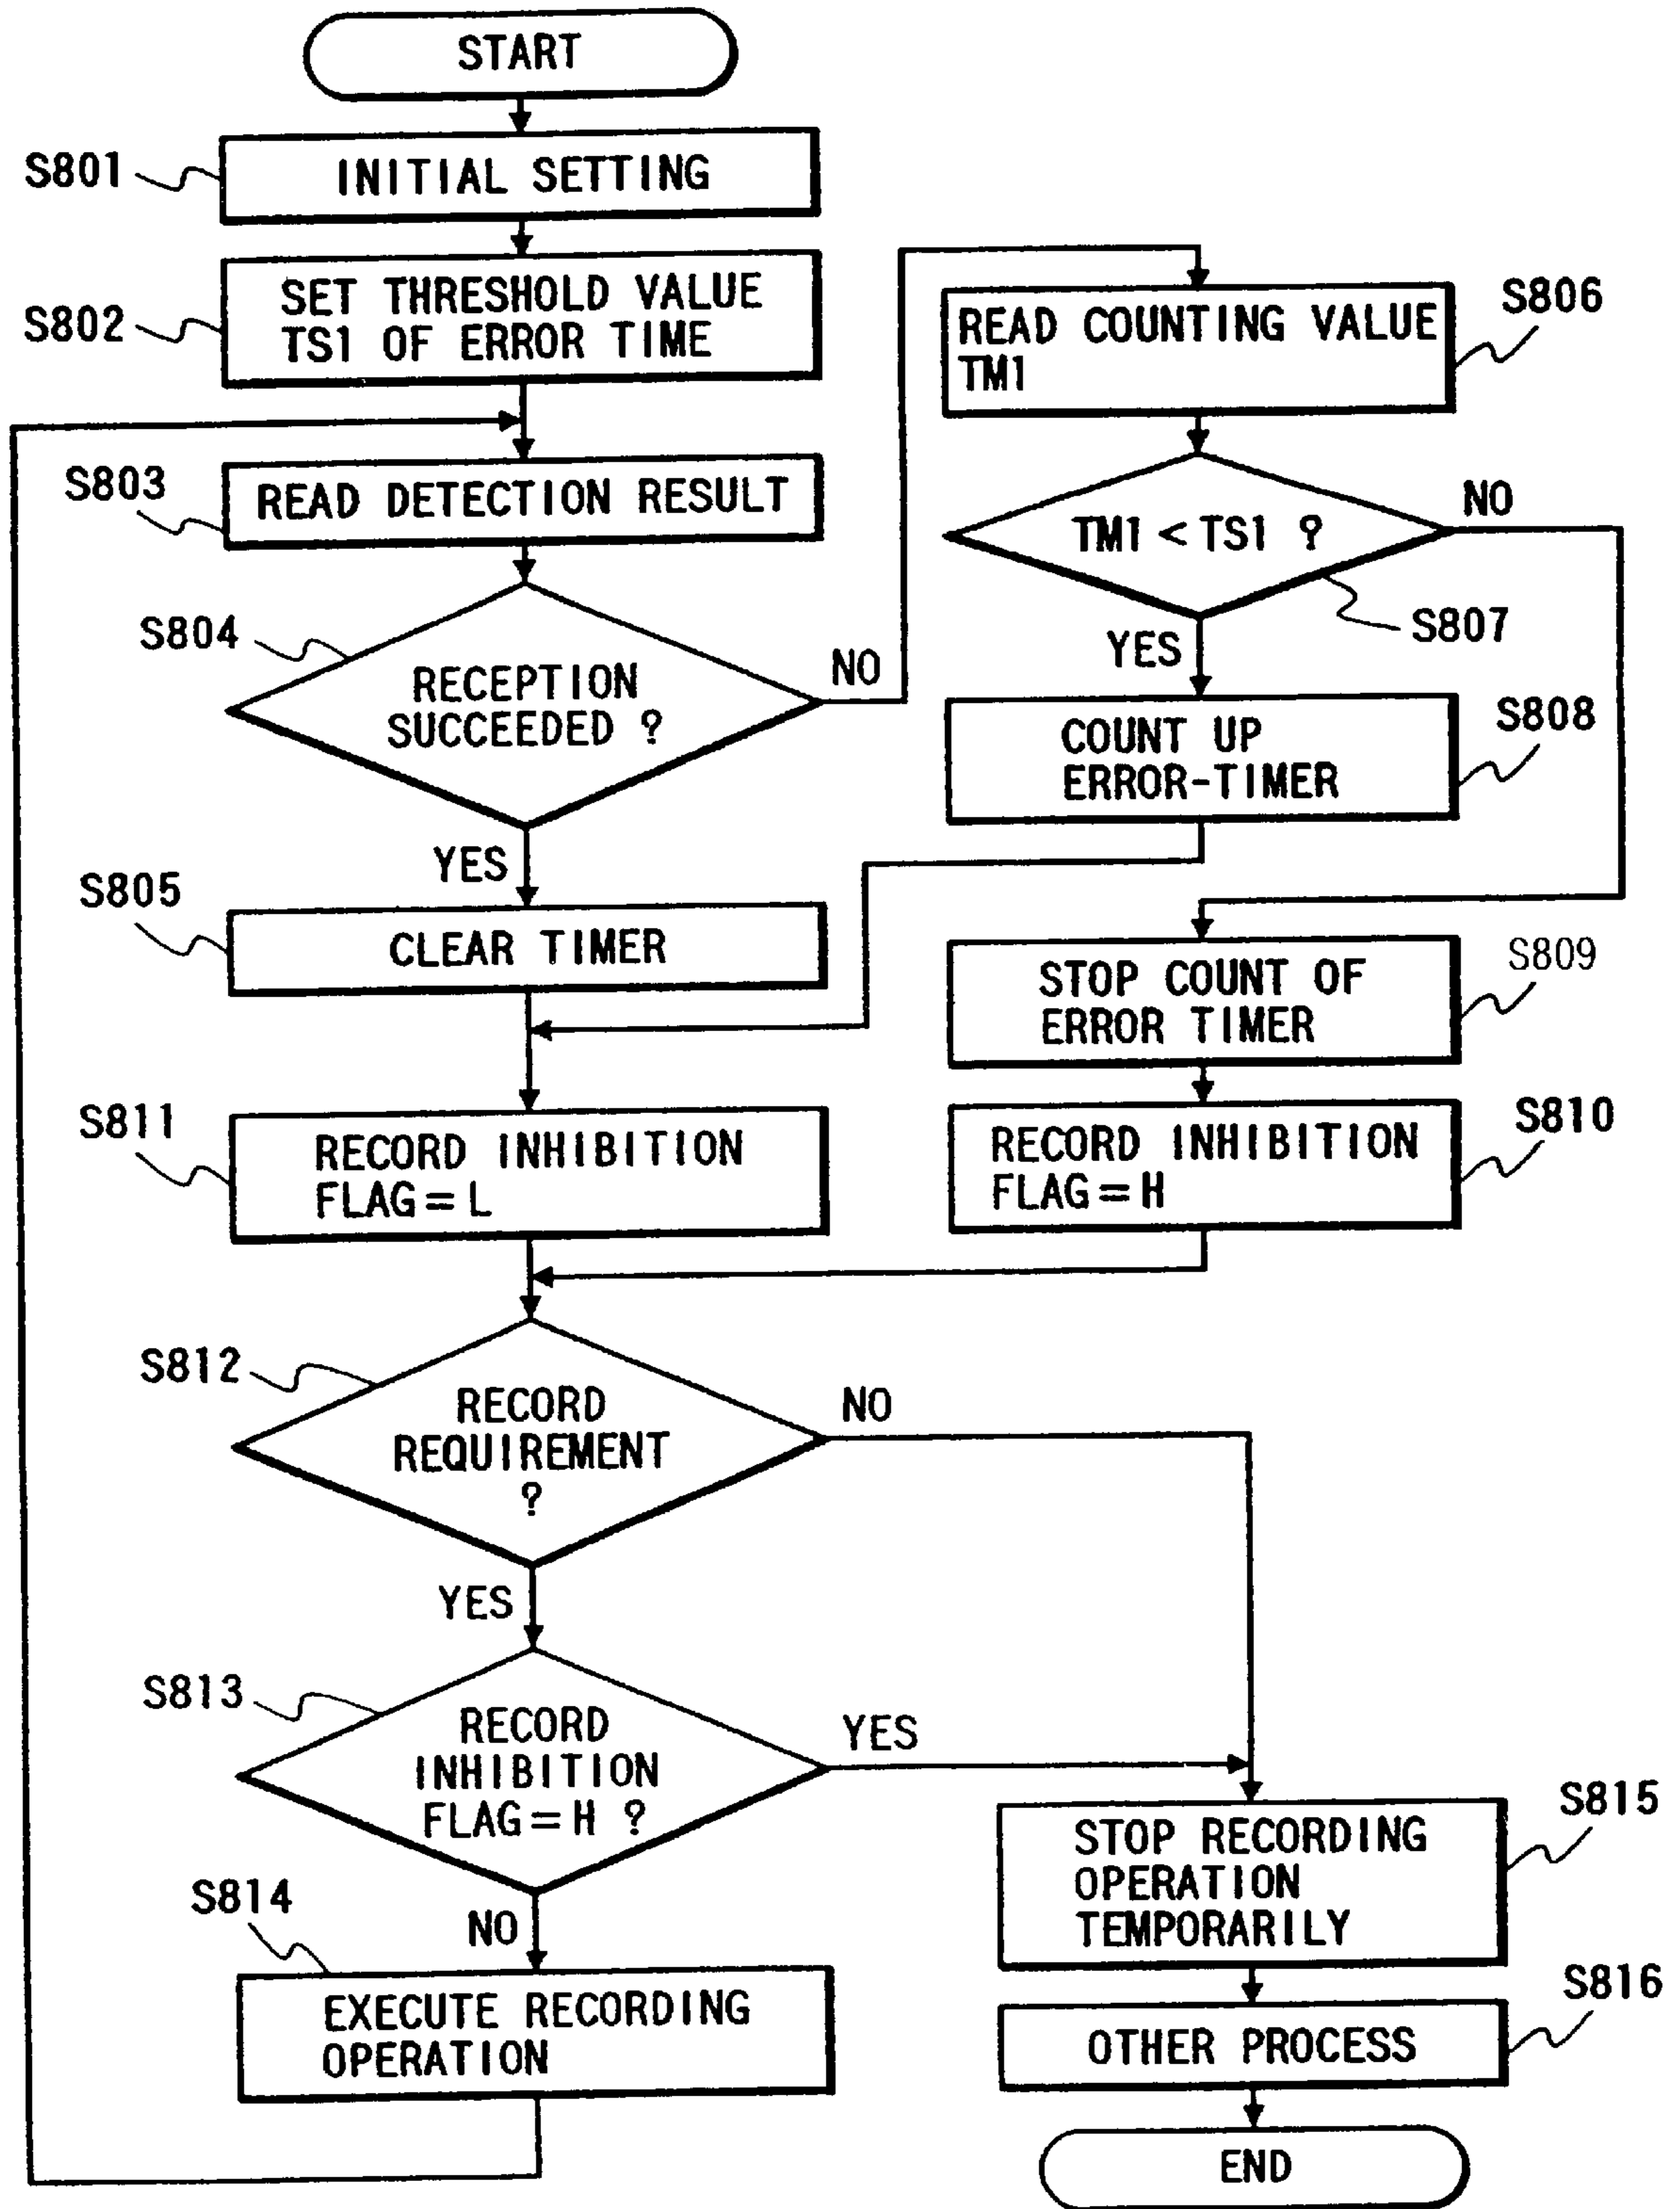 START
S801
INITIAL SETTING
S802
SET THRESHOLD VALUE
TS1 OF ERROR TIME
S803
READ DETECTION RESULT
S804
RECEPTION
SUCCEEDED ?
NO
YES
S805
CLEAR TIMER
S806
READ COUNTING VALUE
TM1
TM1 < TS1 ?
NO
S807
YES
S808
COUNT UP
ERROR-TIMER
S809
STOP COUNT OF
ERROR TIMER
S810
RECORD INHIBITION
FLAG = H
S811
RECORD INHIBITION
FLAG = L
S812
RECORD
REQUIREMENT
?
NO
YES
S813
RECORD
INHIBITION
FLAG = H ?
YES
NO
S814
EXECUTE RECORDING
OPERATION
S815
STOP RECORDING
OPERATION
TEMPORARILY
S816
OTHER PROCESS
END